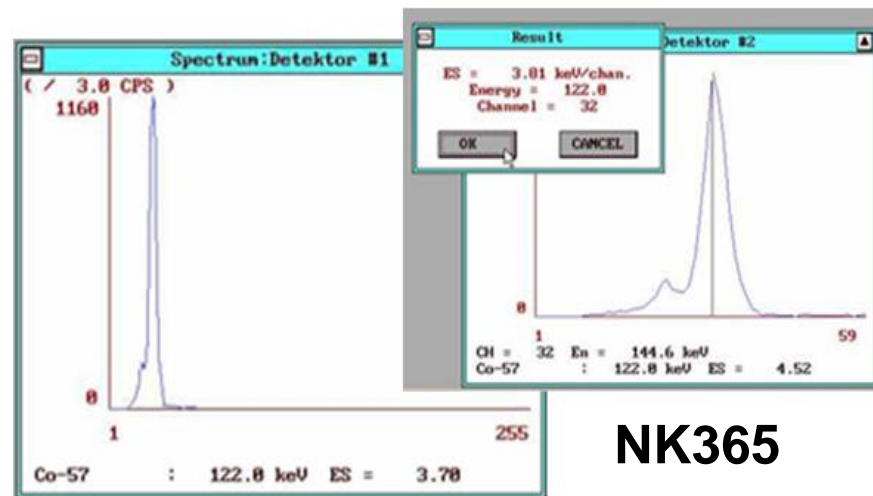 Spectrum:Detektor #1
( / 3.0 CPS )
1160
0
1
255
Co-57 : 122.0 keV ES = 3.70
Result
ES = 3.81 keV/chan.
Energy = 122.0
Channel = 32
OK
CANCEL
Detektor #2
0
1
59
CH = 32 En = 144.6 keV
Co-57 : 122.0 keV ES = 4.52
NK365